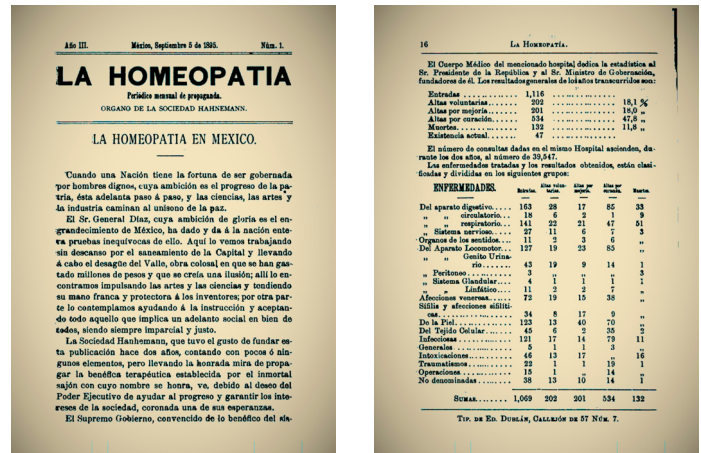 Año III.
México, Septiembre 5 de 1895.
Núm. 1.
LA HOMEOPATIA
Periódico mensual de propaganda.
ORGANO DE LA SOCIEDAD HAHNEMANN.
LA HOMEOPATIA EN MEXICO.
Cuando una Nación tiene la fortuna de ser gobernada
por hombres dignos, cuya ambición es el progreso de la pa-
tria, ésta adelanta paso á paso, y las ciencias, las artes y
la industria caminan al unísono de la paz.
El Sr. General Díaz, cuya ambición de gloria es el en-
grandecimiento de México, ha dado y da á la nación ente-
ra pruebas inequívocas de ello. Aquí lo vemos trabajando
sin descanso por el saneamiento de la Capital y llevando
á cabo el desagüe del Valle, obra colosal en que se han gas-
tado millones de pesos y que se creía una ilusión; allí lo en-
contramos impulsando las artes y las ciencias y tendiendo
su mano franca y protectora á los inventores; por otra par-
te lo contemplamos ayudando á la instrucción y aceptan-
do todo aquello que implica un adelanto social en bien de
todos, siendo siempre imparcial y justo.
La Sociedad Hanhemann, que tuvo el gusto de fundar es-
ta publicación hace dos años, contando con pocos ó nin-
gunos elementos, pero llevando la honrada mira de propa-
gar la benéfica terapéutica establecida por el inmortal
sajón con cuyo nombre se honra, ve, debido al deseo del
Poder Ejecutivo de ayudar al progreso y garantir los inte-
reses de la sociedad, coronada una de sus esperanzas.
El Supremo Gobierno, convencido de lo benéfico del sis-
16
LA HOMEOPATÍA.
El Cuerpo Médico del mencionado hospital dedica la estadística al
Sr. Presidente de la República y al Sr. Ministro de Gobernación,
fundadores de él. Los resultados generales de los años transcurridos son:
Entradas .............. 1,116 ..............
Altas voluntarias...... 202 .............. 18,1 %
Altas por mejoría...... 201 .............. 18,0 „
Altas por curación..... 534 .............. 47,8 „
Muertes................ 132 .............. 11,8 „
Existencia actual...... 47 ..............
El número de consultas dadas en el mismo Hospital ascienden, du-
rante los dos años, al número de 39,547.
Las enfermedades tratadas y los resultados obtenidos, están clasi-
ficadas y divididas en los siguientes grupos:
ENFERMEDADES. Entradas. Altas volun-tarias. Altas por mejoría. Altas por curación. Muertes.
Del aparato digestivo.... 163 28 17 85 33
„ „ circulatorio... 18 6 2 1 9
„ „ respiratorio... 141 22 21 47 51
„ Sistema nervioso..... 27 11 6 7 3
Organos de los sentidos.... 11 2 3 6 „
Del Aparato Locomotor... 127 19 23 85 „
„ „ Genito Urina-
rio....... 43 19 9 14 1
„ Peritoneo........... 3 „ „ „ 3
„ Sistema Glandular.... 4 1 1 1 1
„ „ Linfático..... 11 2 2 7 „
Afecciones venereas...... 72 19 15 38 „
Sífilis y afecciones sifilíti-
cas............... 34 8 17 9 „
De la Piel.............. 123 13 40 70 „
Del Tejido Celular....... 45 6 2 35 2
Infecciosas............. 121 17 14 79 11
Generales .............. 5 1 1 3 „
Intoxicaciones .......... 46 13 17 „ 16
Traumatismos........... 22 1 1 19 1
Operaciones............. 15 1 „ 14 „
No denominadas......... 38 13 10 14 1
SUMAS........ 1,069 202 201 534 132
TIP. DE ED. DUBLÁN, CALLEJÓN DE 57 NÚM. 7.